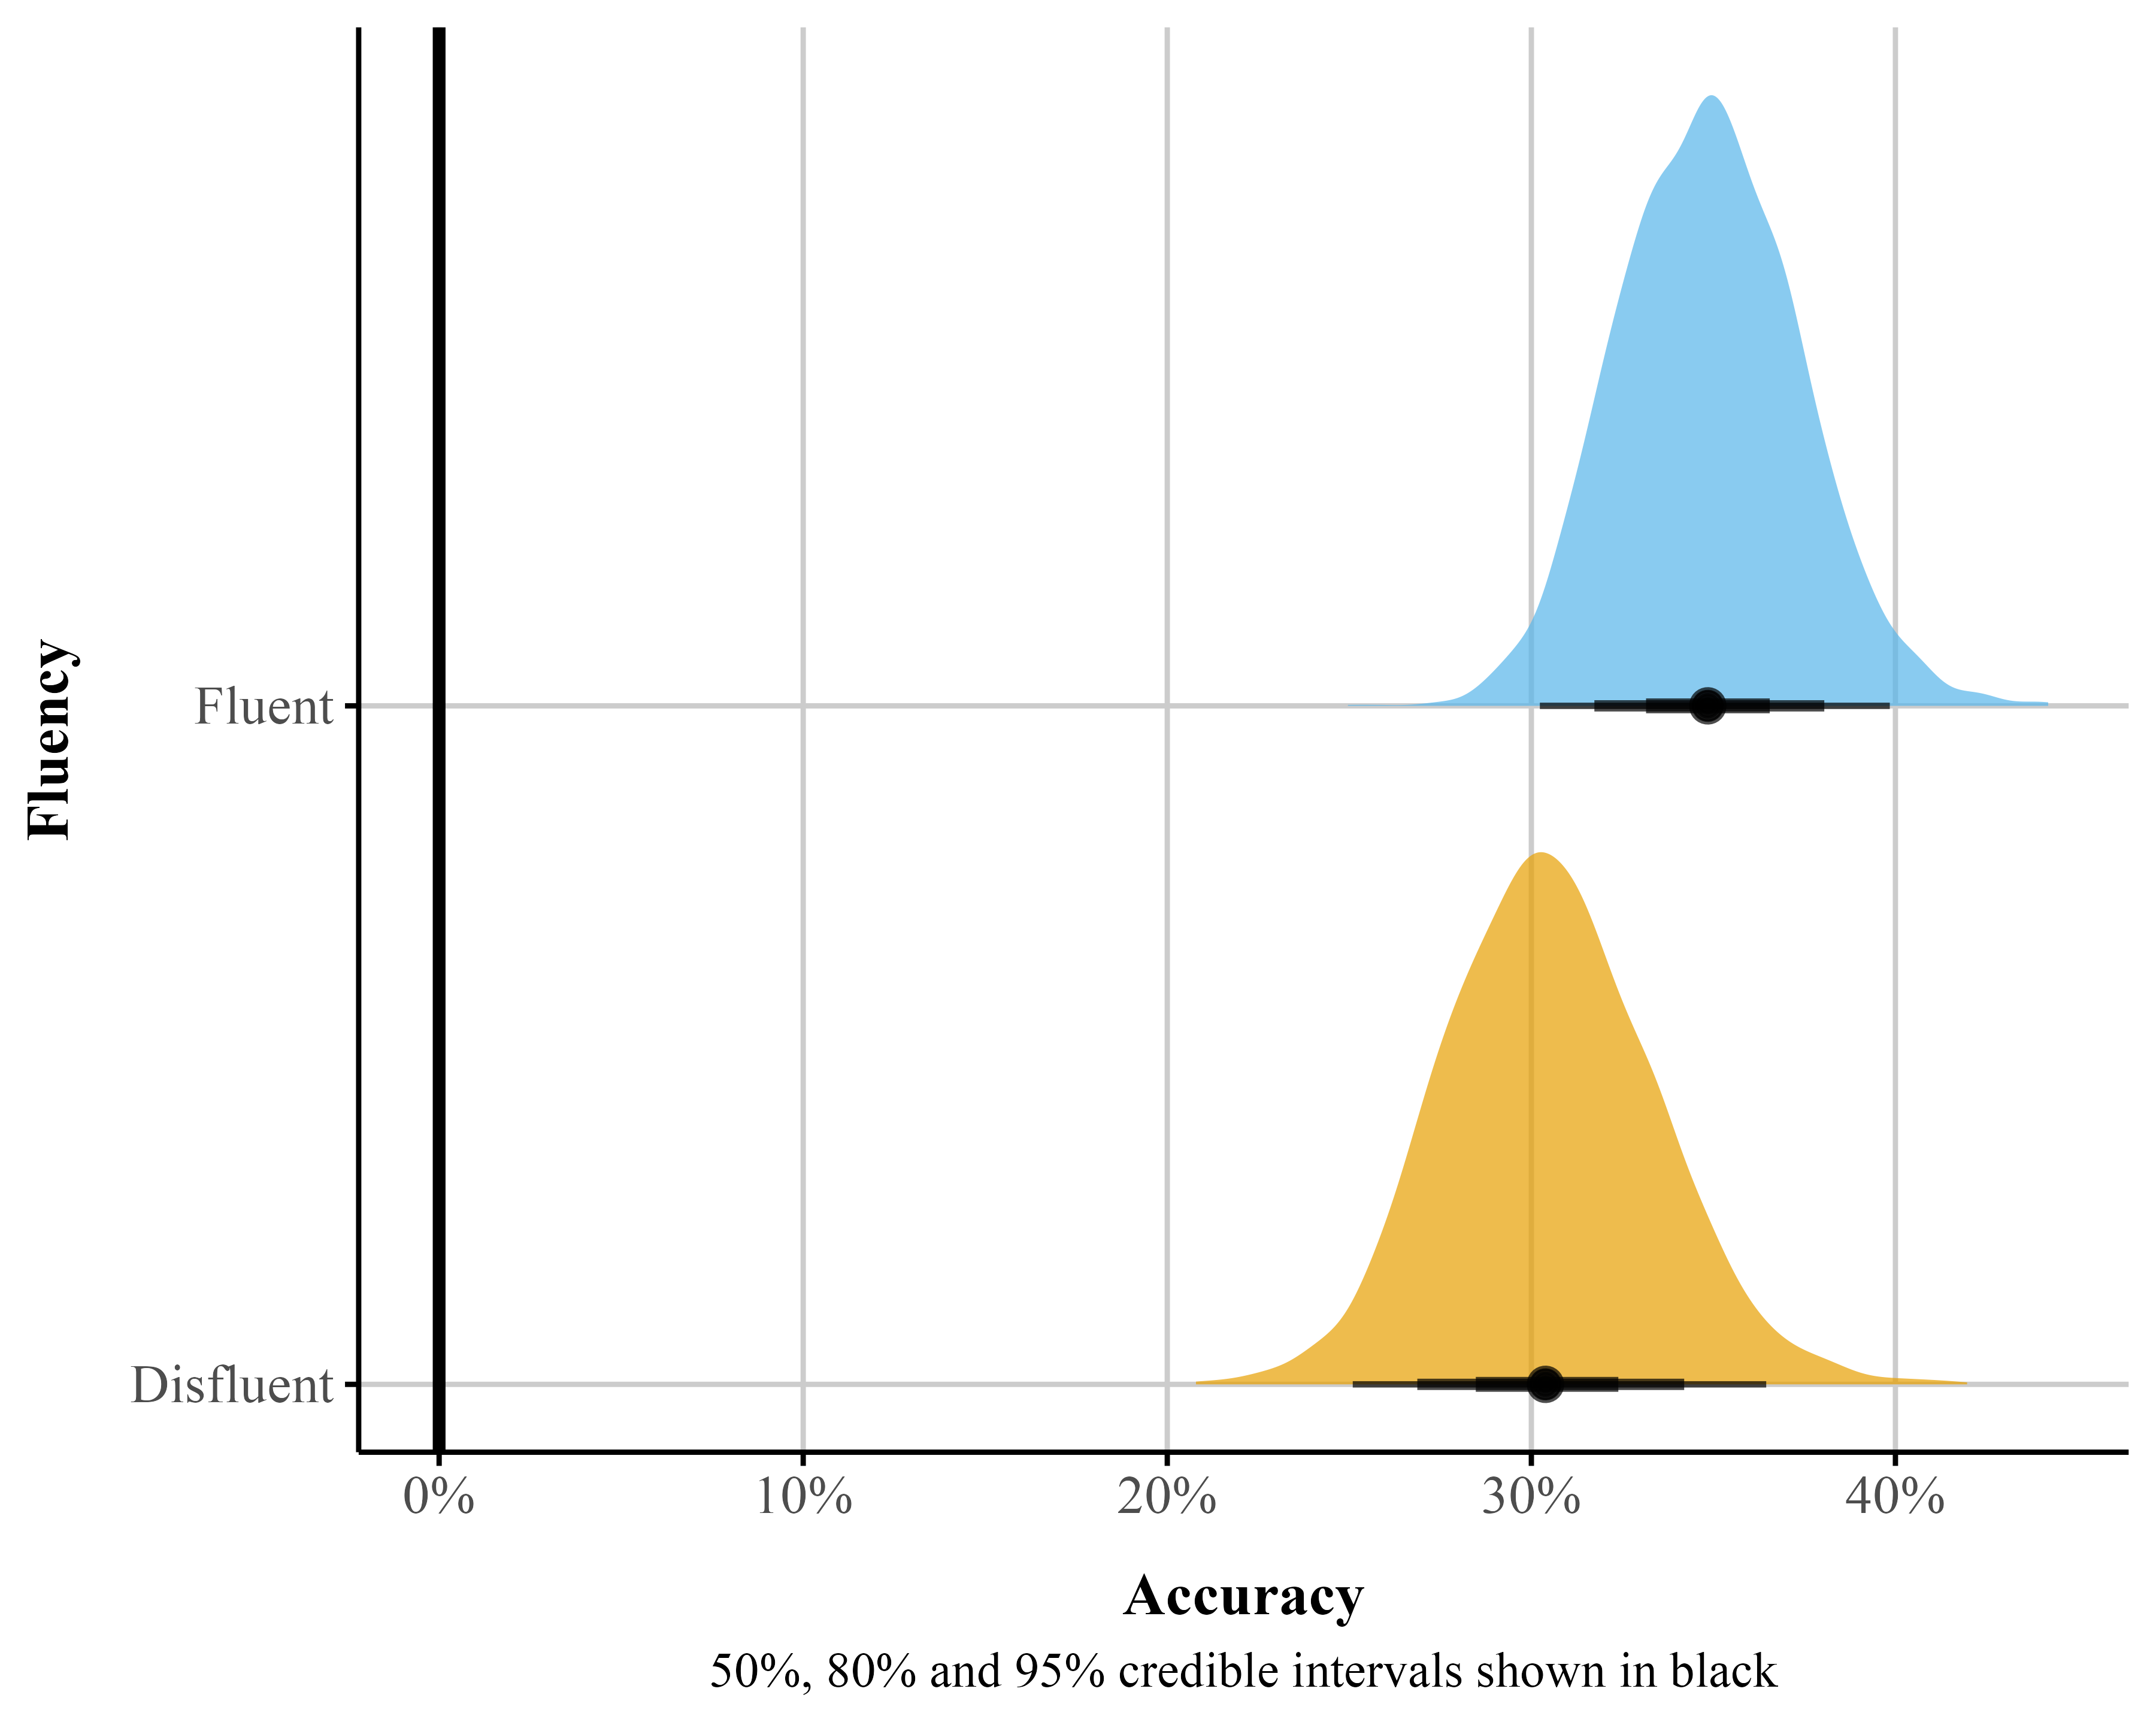 Fluency
Fluent
Disfluent
0% 10% 20% 30% 40%
Accuracy
50%, 80% and 95% credible intervals shown in black